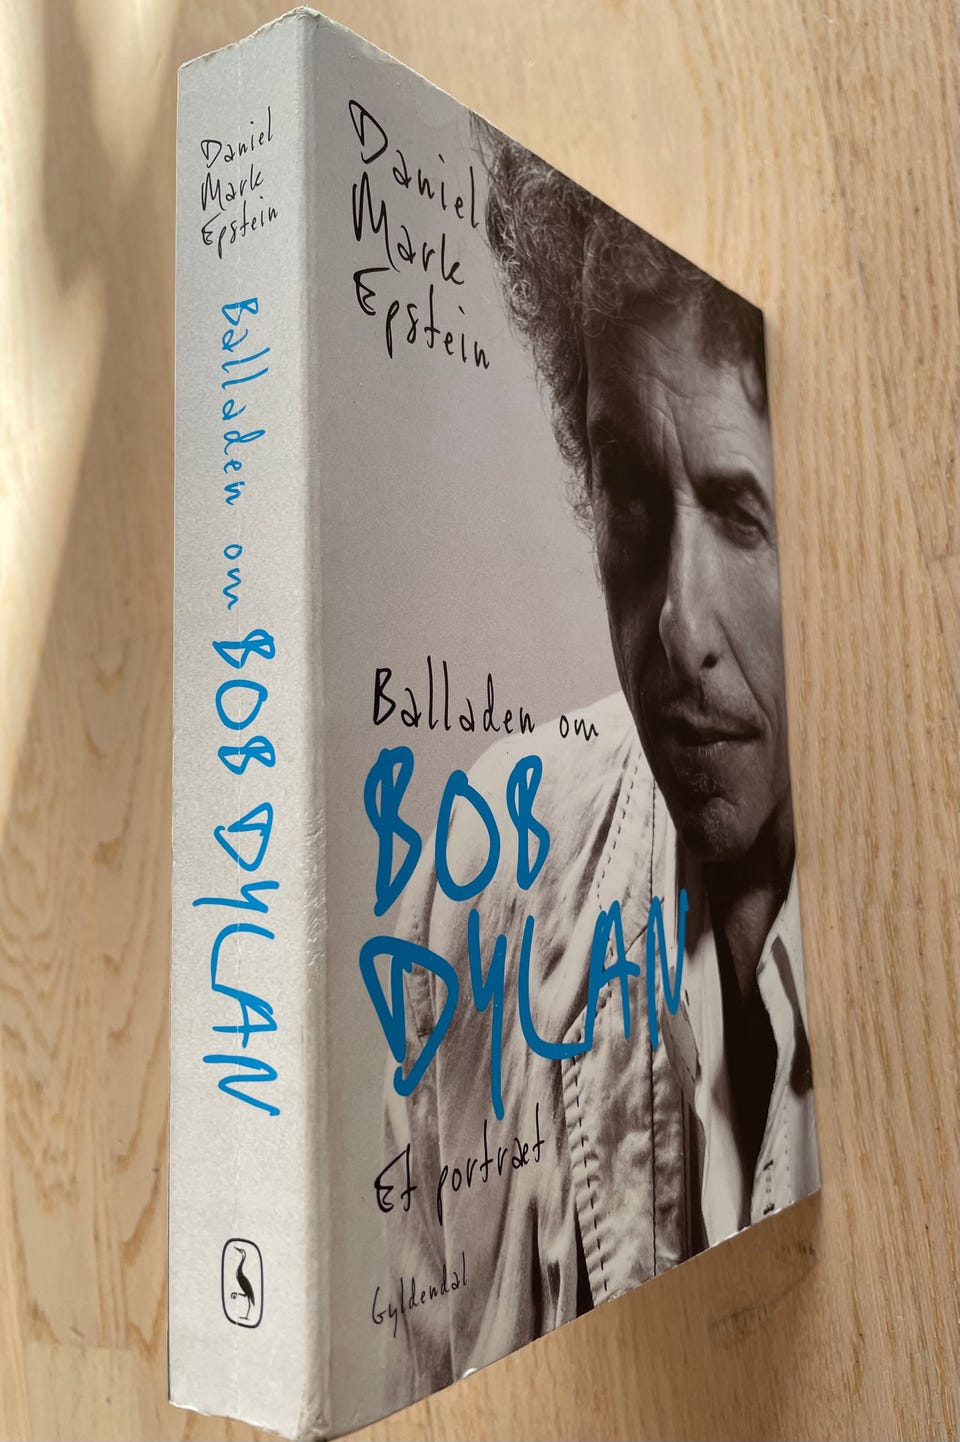 Daniel
Mark
Epstein
Balladen om BOB DYLAN
Daniel
Mark
Epstein
Balladen om
BOB
DYLAN
Et portræt
Gyldendal